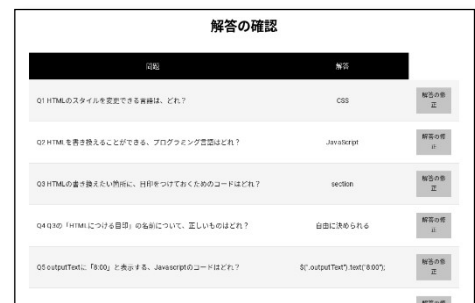 解答の確認
問題 解答
Q1 HTMLのスタイルを変更できる言語は、どれ？ CSS 解答の修
正
Q2 HTMLを書き換えることができる、プログラミング言語はどれ？ JavaScript 解答の修
正
Q3 HTMLの書き換えたい箇所に、目印をつけておくためのコードはどれ？ section 解答の修
正
Q4 Q3の「HTMLにつける目印」の名前について、正しいものはどれ？ 自由に決められる 解答の修
正
Q5 outputTextに「8:00」と表示する、Javascriptのコードはどれ？ $(".outputText").text("8:00"); 解答の修
正
解答の修